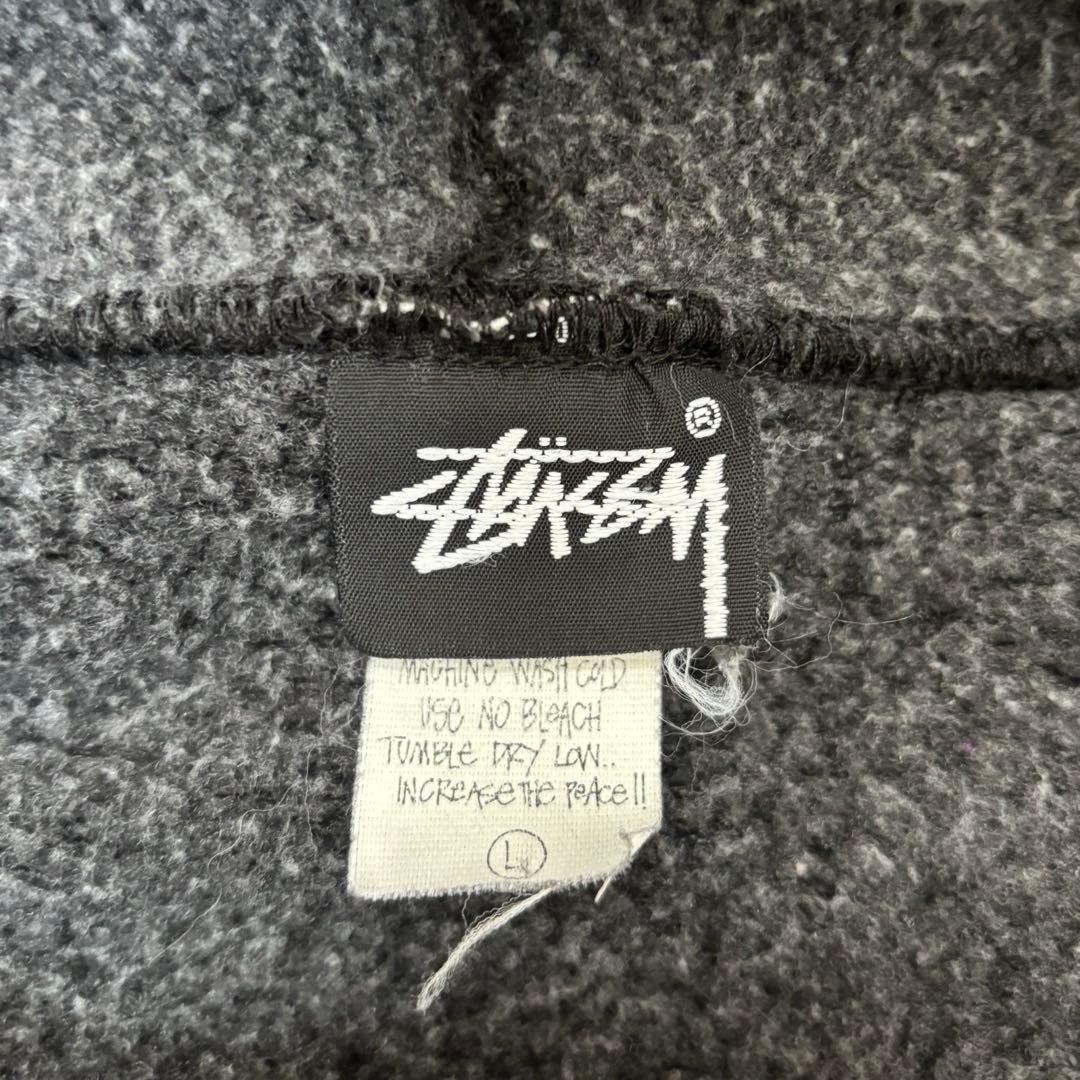 ®
STÜSSY
MACHINE WASH COLD
USE NO BLEACH
TUMBLE DRY LOW..
INCREASE THE PEACE!!
L